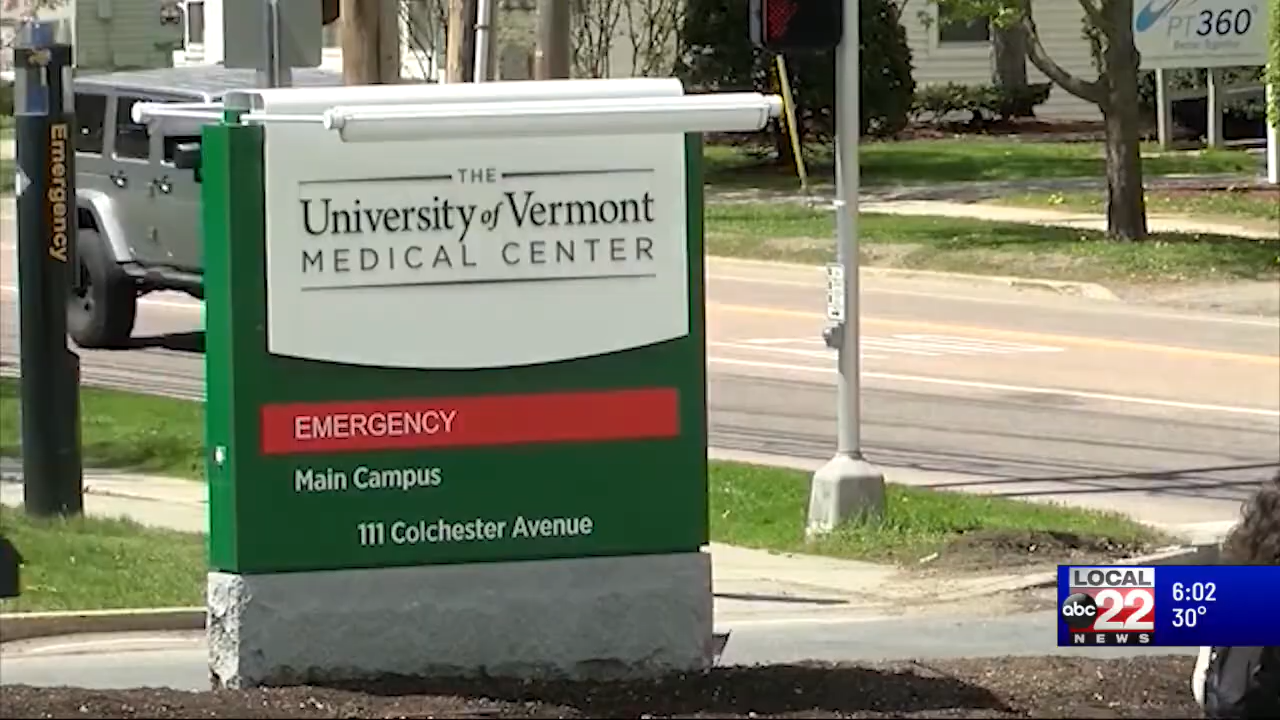 Emergency
PT360°
THE
University of Vermont
MEDICAL CENTER
EMERGENCY
Main Campus
111 Colchester Avenue
LOCAL
abc 22
NEWS
6:02
30°